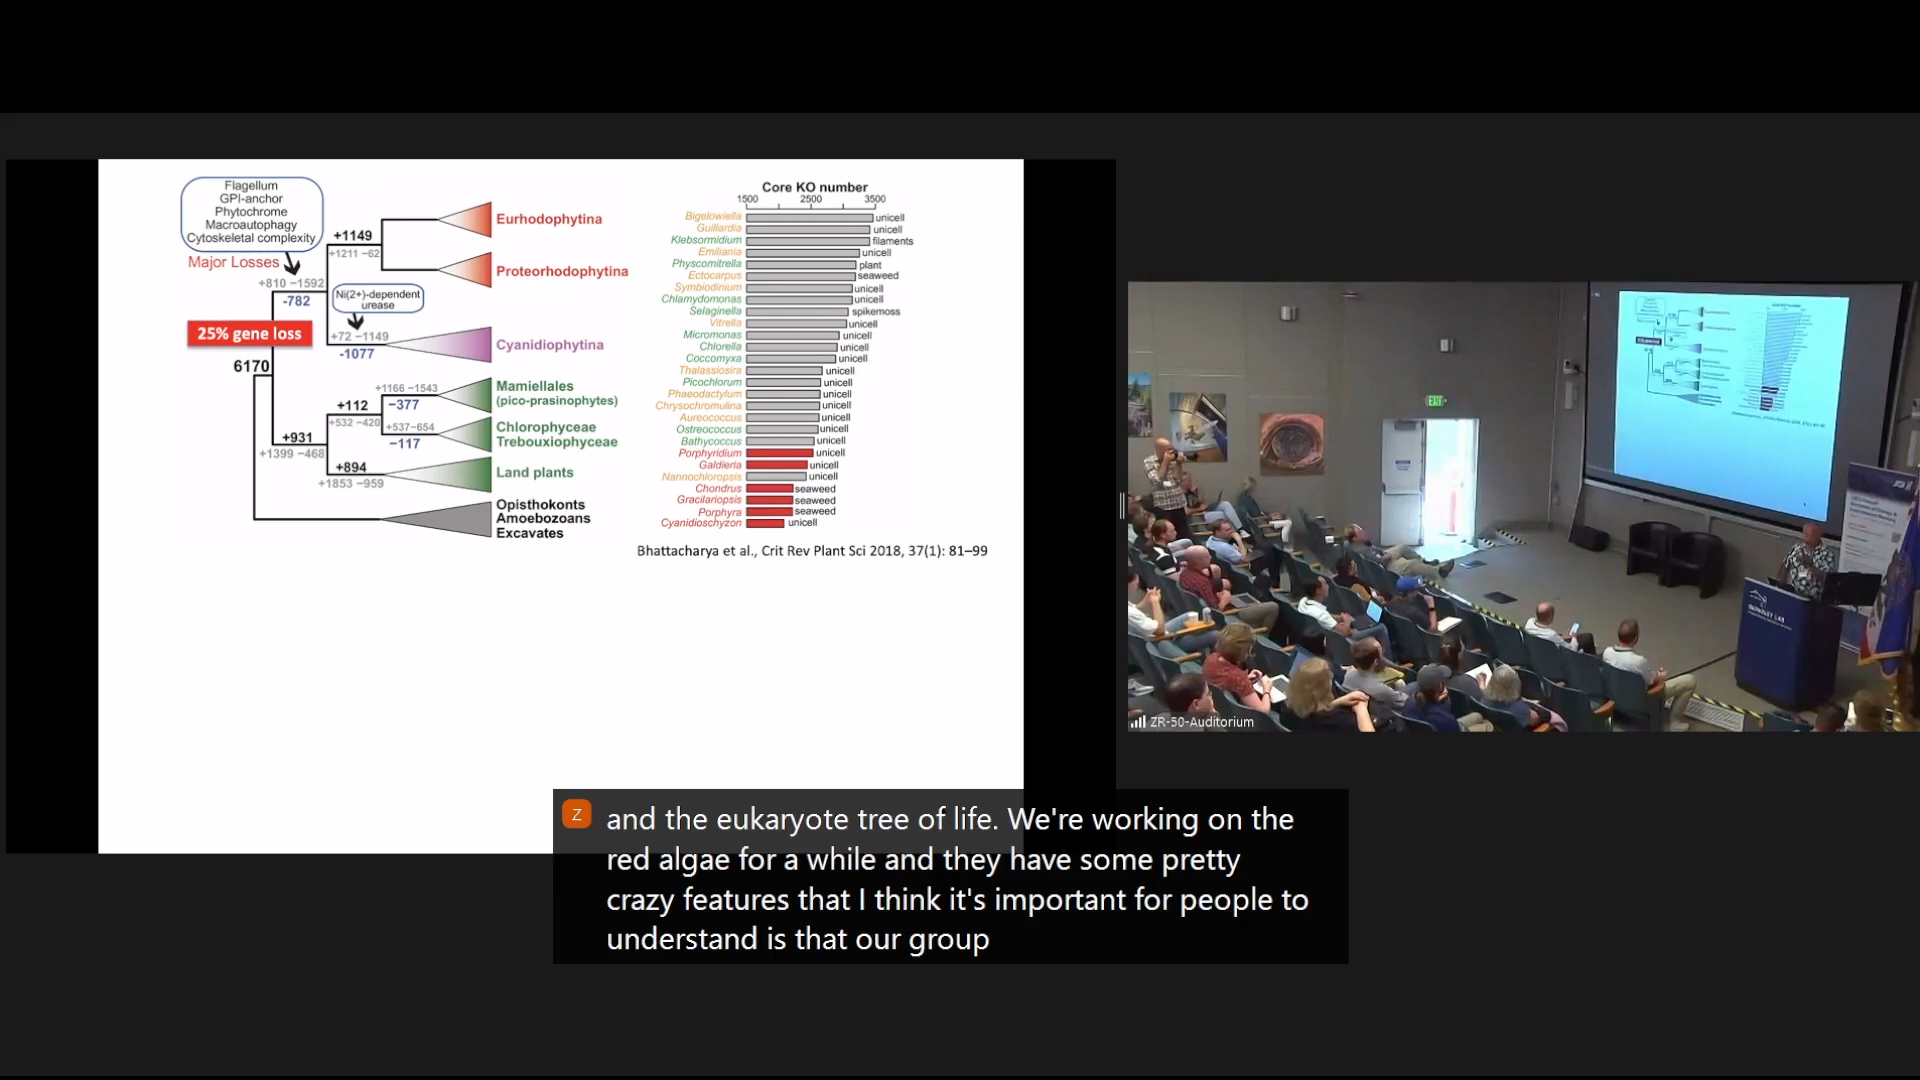 Flagellum
GPI-anchor
Phytochrome
Macroautophagy
Cytoskeletal complexity
Major Losses
+810 −1592
-782
25% gene loss
6170
+1149
+1211 −62
Ni(2+)-dependent
urease
+72 −1149
-1077
+1166 −1543
−377
+112
+532 −420
+537−654
−117
+931
+1399 −468
+894
+1853 −959
Eurhodophytina
Proteorhodophytina
Cyanidiophytina
Mamiellales
(pico-prasinophytes)
Chlorophyceae
Trebouxiophyceae
Land plants
Opisthokonts
Amoebozoans
Excavates
Core KO number
1500 2500 3500
Bigelowiella unicell
Guillardia unicell
Klebsormidium filaments
Emiliania unicell
Physcomitrella plant
Ectocarpus seaweed
Symbiodinium unicell
Chlamydomonas unicell
Selaginella spikemoss
Vitrella unicell
Micromonas unicell
Chlorella unicell
Coccomyxa unicell
Thalassiosira unicell
Picochlorum unicell
Phaeodactylum unicell
Chrysochromulina unicell
Aureococcus unicell
Ostreococcus unicell
Bathycoccus unicell
Porphyridium unicell
Galdieria unicell
Nannochloropsis unicell
Chondrus seaweed
Gracilariopsis seaweed
Porphyra seaweed
Cyanidioschyzon unicell
Bhattacharya et al., Crit Rev Plant Sci 2018, 37(1): 81–99
EXIT
BERKELEY LAB
ZR-50-Auditorium
Z
and the eukaryote tree of life. We're working on the
red algae for a while and they have some pretty
crazy features that I think it's important for people to
understand is that our group